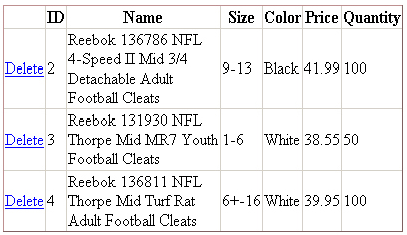 ID Name Size Color Price Quantity
Reebok 136786 NFL
4-Speed II Mid 3/4
Delete 2 Detachable Adult 9-13 Black 41.99 100
Football Cleats
Reebok 131930 NFL
Delete 3 Thorpe Mid MR7 Youth 1-6 White 38.55 50
Football Cleats
Reebok 136811 NFL
Delete 4 Thorpe Mid Turf Rat 6+-16 White 39.95 100
Adult Football Cleats